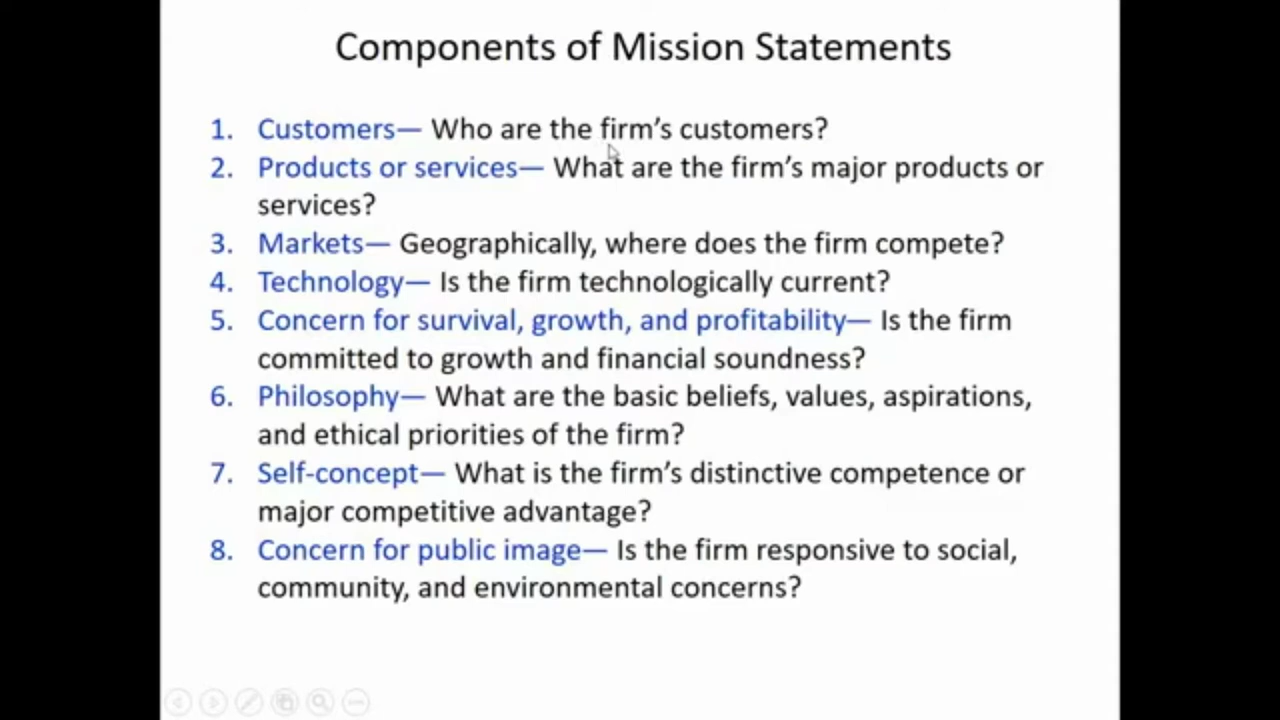 Components of Mission Statements
1. Customers— Who are the firm's customers?
2. Products or services— What are the firm's major products or
services?
3. Markets— Geographically, where does the firm compete?
4. Technology— Is the firm technologically current?
5. Concern for survival, growth, and profitability— Is the firm
committed to growth and financial soundness?
6. Philosophy— What are the basic beliefs, values, aspirations,
and ethical priorities of the firm?
7. Self-concept— What is the firm's distinctive competence or
major competitive advantage?
8. Concern for public image— Is the firm responsive to social,
community, and environmental concerns?